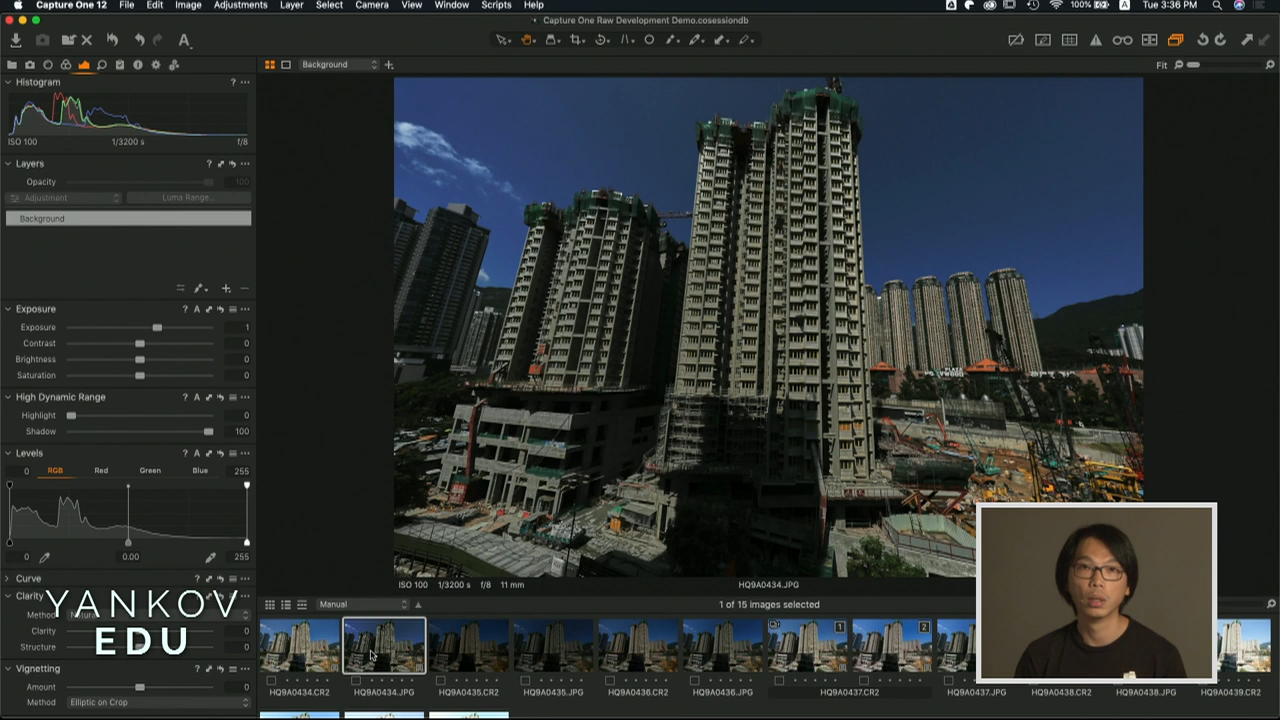 Capture One 12 File Edit Image Adjustments Layer Select Camera View Window Scripts Help 100% A Tue 3:36 PM
Capture One Raw Development Demo.cosessiondb
Background Fit
Histogram
ISO 100 1/3200 s f/8
Layers
Opacity 100
Adjustment Luma Range...
Background
Exposure
Exposure 1
Contrast 0
Brightness 0
Saturation 0
High Dynamic Range
Highlight 0
Shadow 100
Levels
0 RGB Red Green Blue 255
0 0.00 255
Curve
Clarity
Method Natural
Clarity 0
Structure 0
Vignetting
Amount 0
Method Elliptic on Crop
YANKOV
EDU
ISO 100 1/3200 s f/8 11 mm HQ9A0434.JPG
Manual 1 of 15 images selected
1 2
HQ9A0434.CR2 HQ9A0434.JPG HQ9A0435.CR2 HQ9A0435.JPG HQ9A0436.CR2 HQ9A0436.JPG HQ9A0437.CR2 HQ9A0437.JPG HQ9A0438.CR2 HQ9A0438.JPG HQ9A0439.CR2